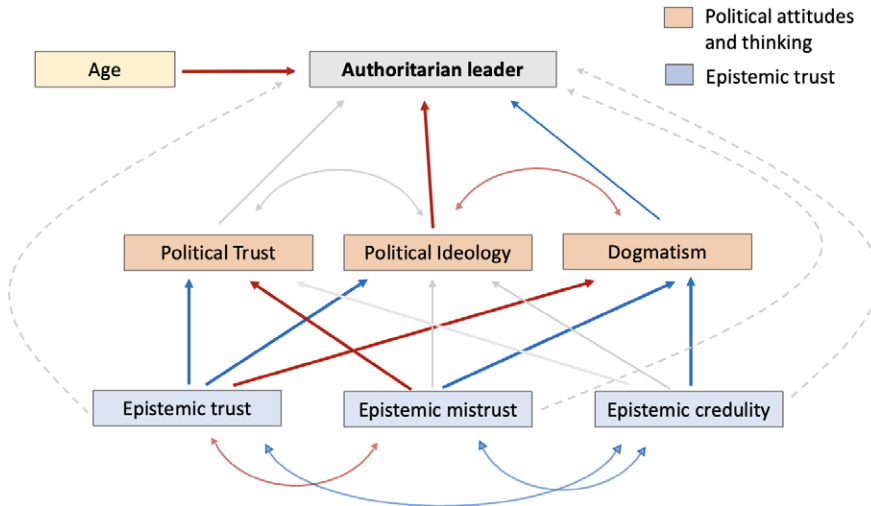 Political attitudes
and thinking
Epistemic trust
Age
Authoritarian leader
Political Trust
Political Ideology
Dogmatism
Epistemic trust
Epistemic mistrust
Epistemic credulity